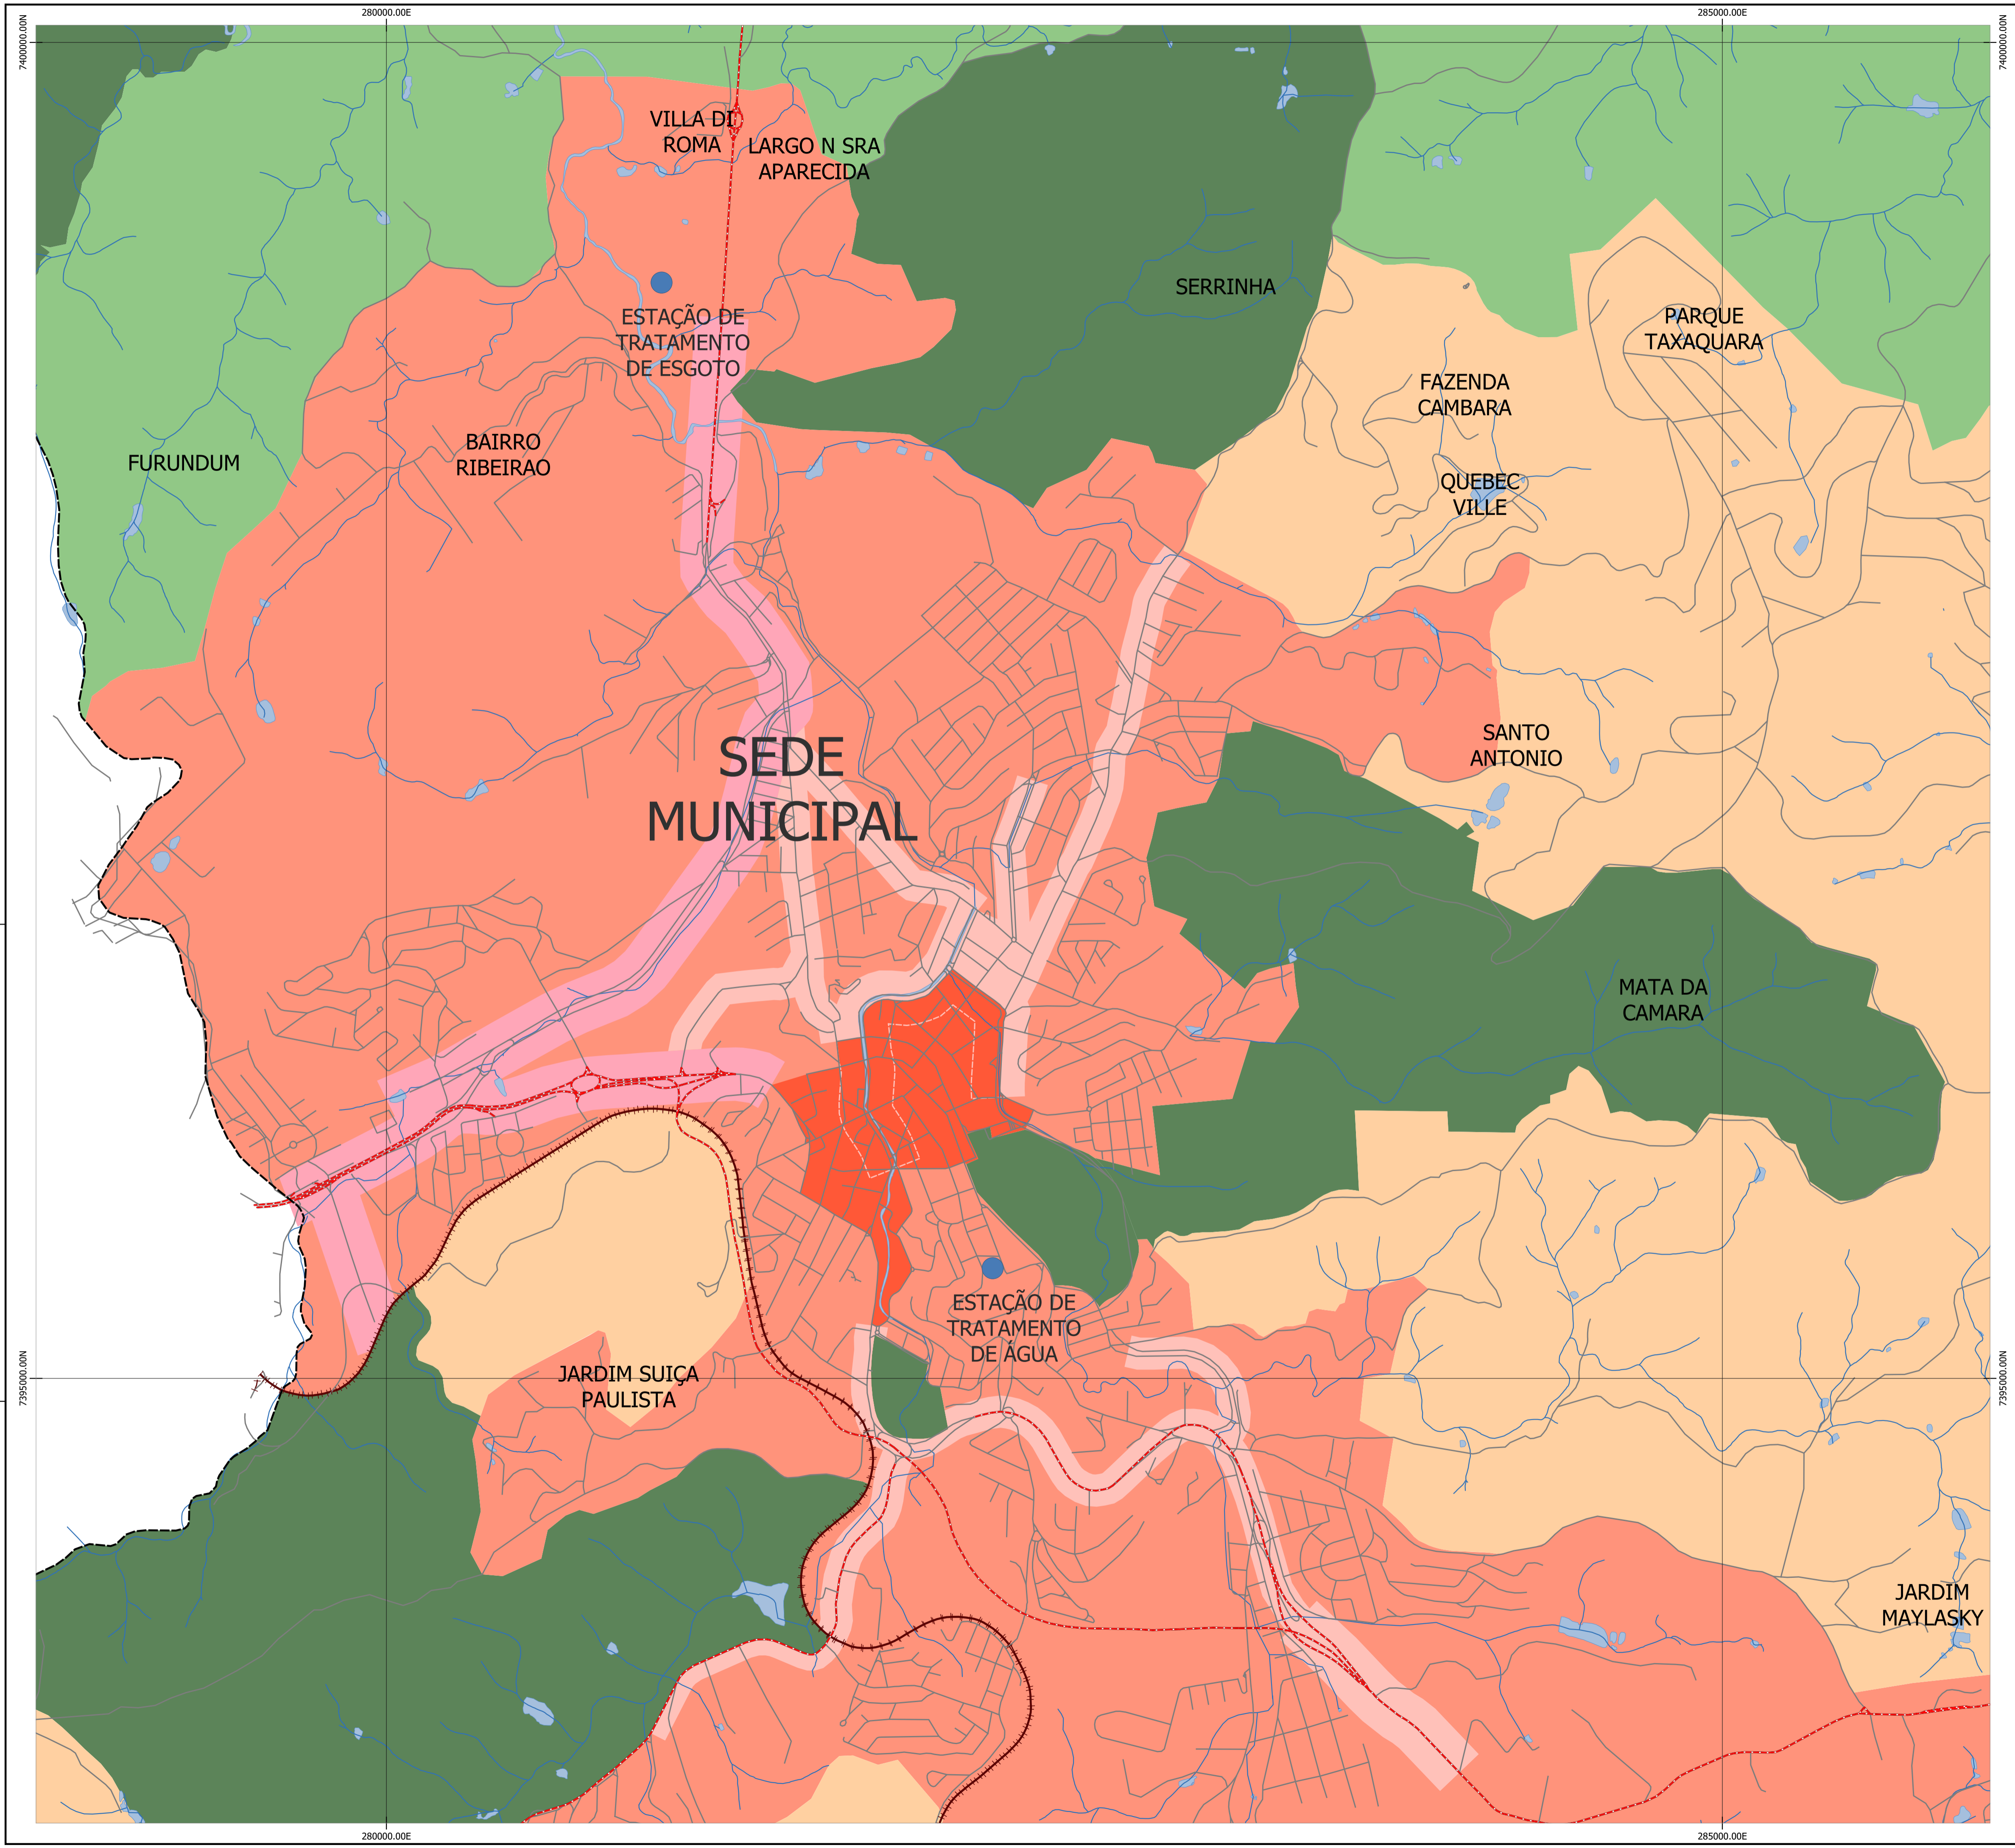 280000.00E
285000.00E
7400000.00N
7400000.00N
VILLA DI
ROMA
LARGO N SRA
APARECIDA
SERRINHA
ESTAÇÃO DE
TRATAMENTO
DE ESGOTO
PARQUE
TAXAQUARA
FAZENDA
CAMBARA
BAIRRO
RIBEIRAO
FURUNDUM
QUEBEC
VILLE
SANTO
ANTONIO
SEDE
MUNICIPAL
MATA DA
CAMARA
ESTAÇÃO DE
TRATAMENTO
DE ÁGUA
JARDIM SUIÇA
PAULISTA
7395000.00N
7395000.00N
JARDIM
MAYLASKY
280000.00E
285000.00E